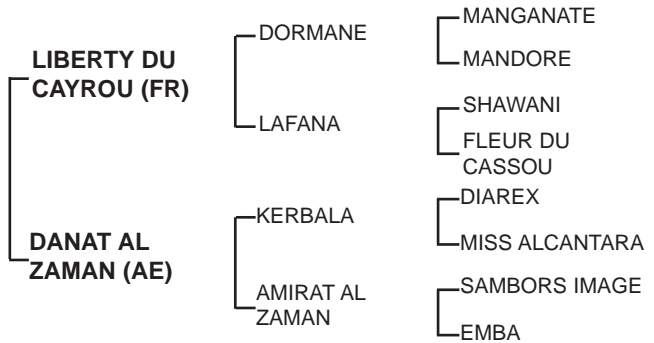 LIBERTY DU
CAYROU (FR)
DORMANE
MANGANATE
MANDORE
LAFANA
SHAWANI
FLEUR DU
CASSOU
DANAT AL
ZAMAN (AE)
KERBALA
DIAREX
MISS ALCANTARA
AMIRAT AL
ZAMAN
SAMBORS IMAGE
EMBA